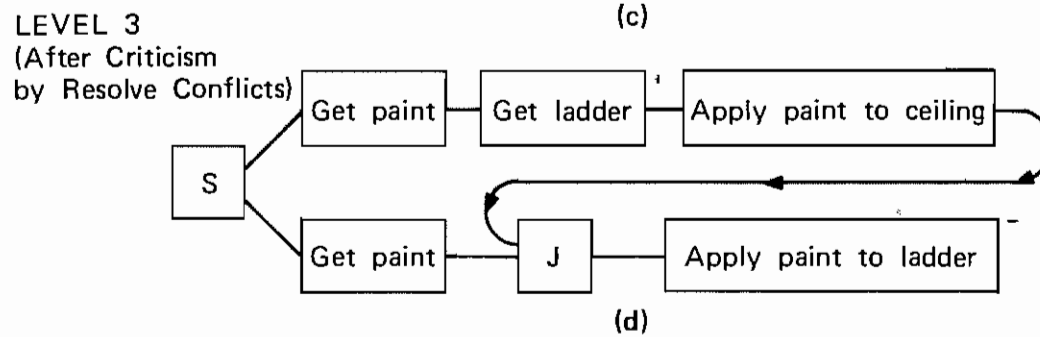 (c)
LEVEL 3
(After Criticism
by Resolve Conflicts)
Get paint
Get ladder
Apply paint to ceiling
S
Get paint
J
Apply paint to ladder
(d)